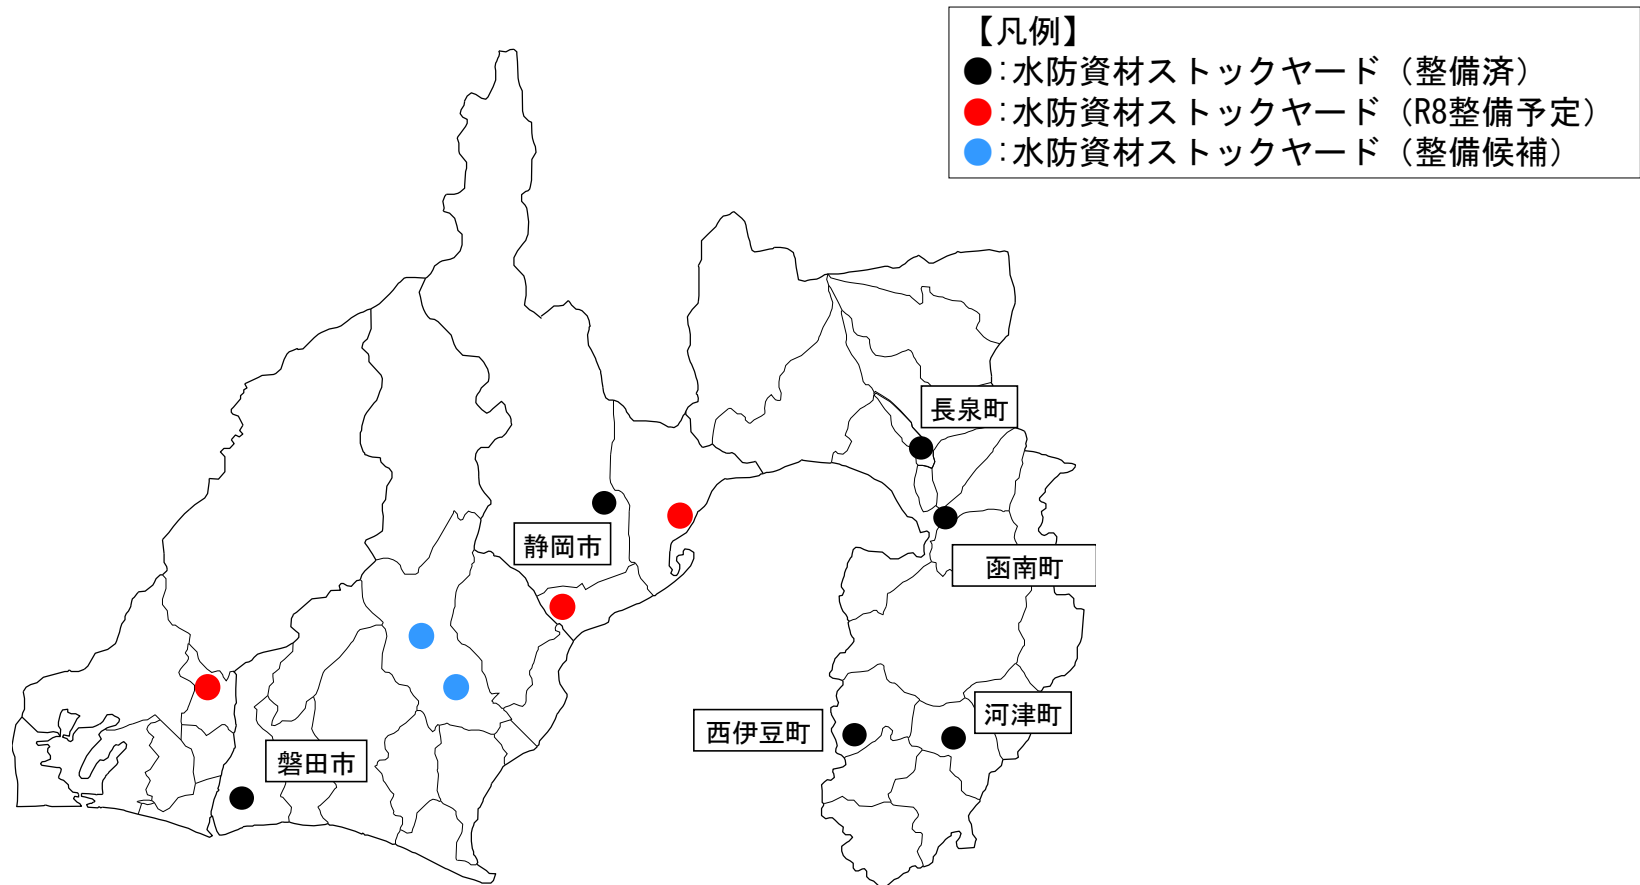 【凡例】
●:水防資材ストックヤード（整備済）
●:水防資材ストックヤード（R8整備予定）
●:水防資材ストックヤード（整備候補）
長泉町
静岡市
函南町
河津町
西伊豆町
磐田市